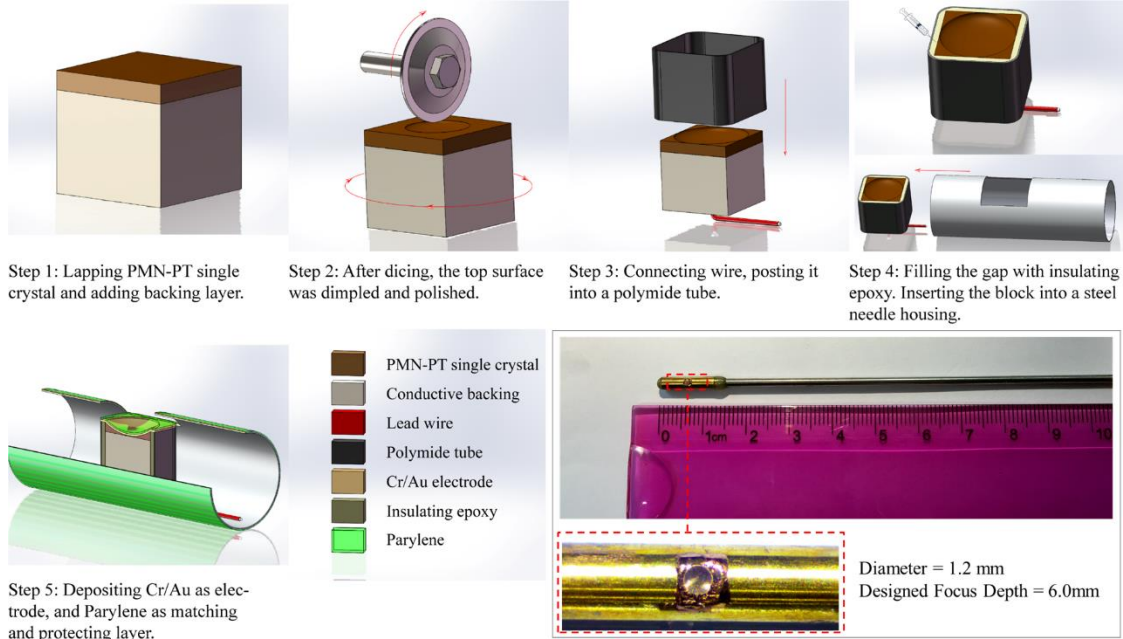 Step 1: Lapping PMN-PT single
crystal and adding backing layer.
Step 2: After dicing, the top surface
was dimpled and polished.
Step 3: Connecting wire, posting it
into a polymide tube.
Step 4: Filling the gap with insulating
epoxy. Inserting the block into a steel
needle housing.
PMN-PT single crystal
Conductive backing
Lead wire
Polymide tube
Cr/Au electrode
Insulating epoxy
Parylene
Step 5: Depositing Cr/Au as elec-
trode, and Parylene as matching
and protecting layer.
0 1cm 2 3 4 5 6 7 8 9 10
Diameter = 1.2 mm
Designed Focus Depth = 6.0mm